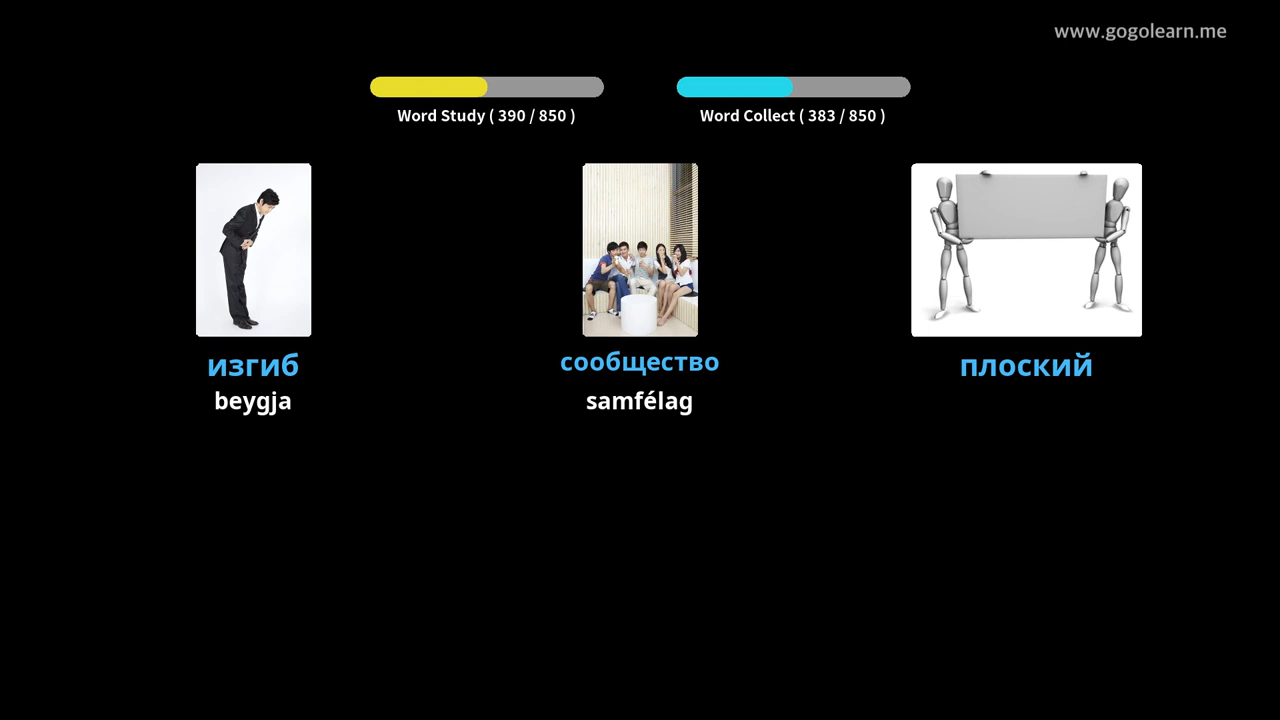 www.gogolearn.me
Word Study ( 390 / 850 )
Word Collect ( 383 / 850 )
изгиб
beygja
сообщество
samfélag
плоский